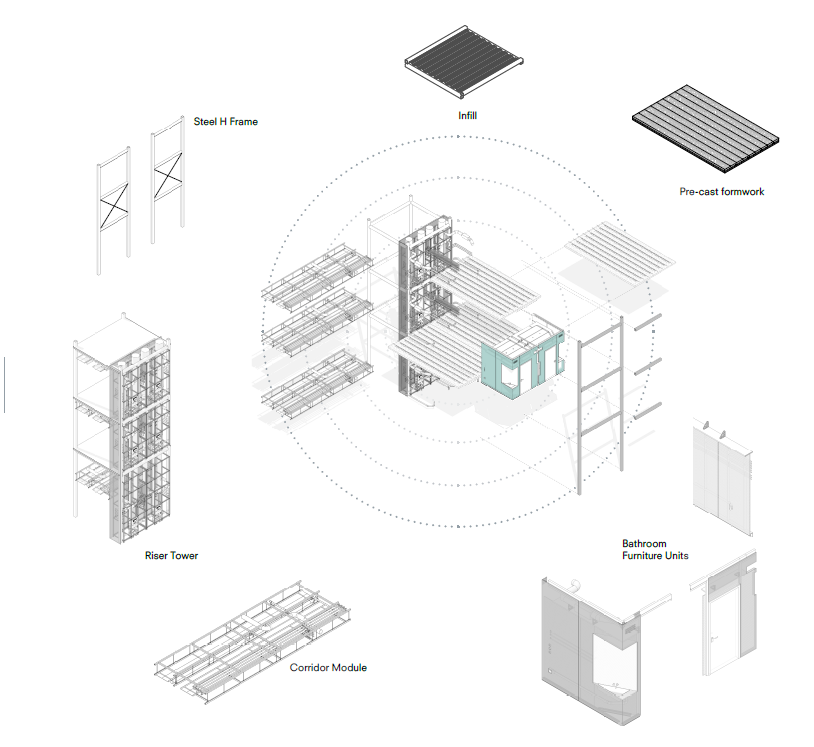 Infill
Steel H Frame
Pre-cast formwork
Bathroom
Furniture Units
Riser Tower
Corridor Module